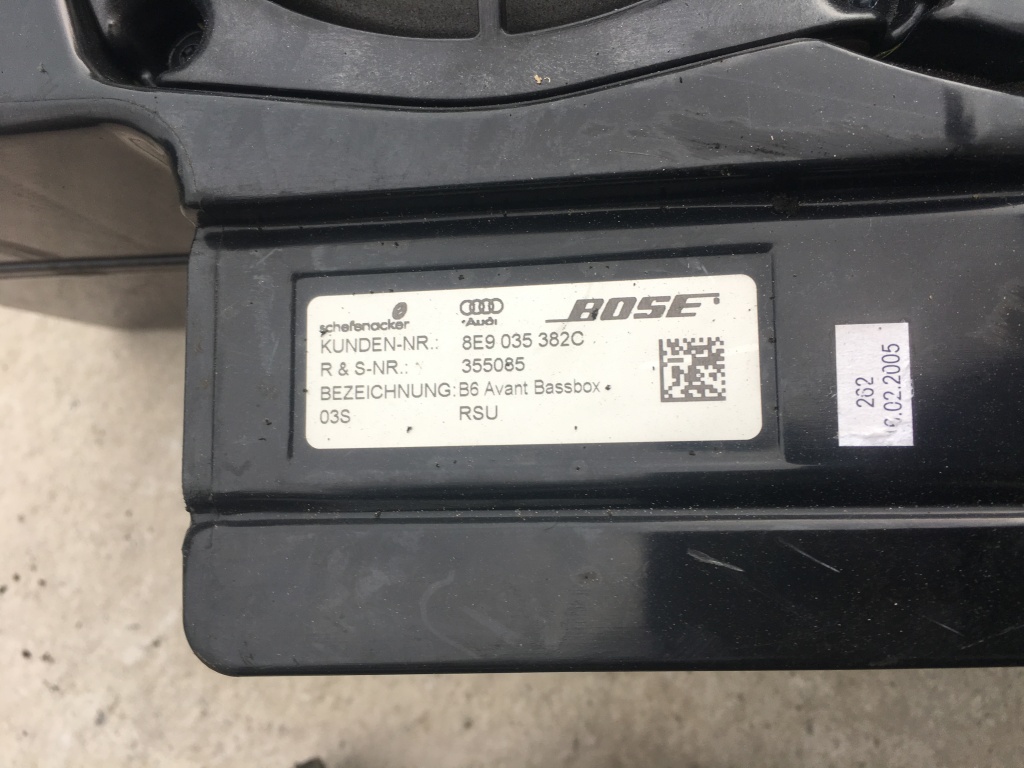 schefenacker
Audi
BOSE
KUNDEN-NR.: 8E9 035 382C
R & S-NR.: 355085
BEZEICHNUNG: B6 Avant Bassbox
03S RSU
262
.02.2005